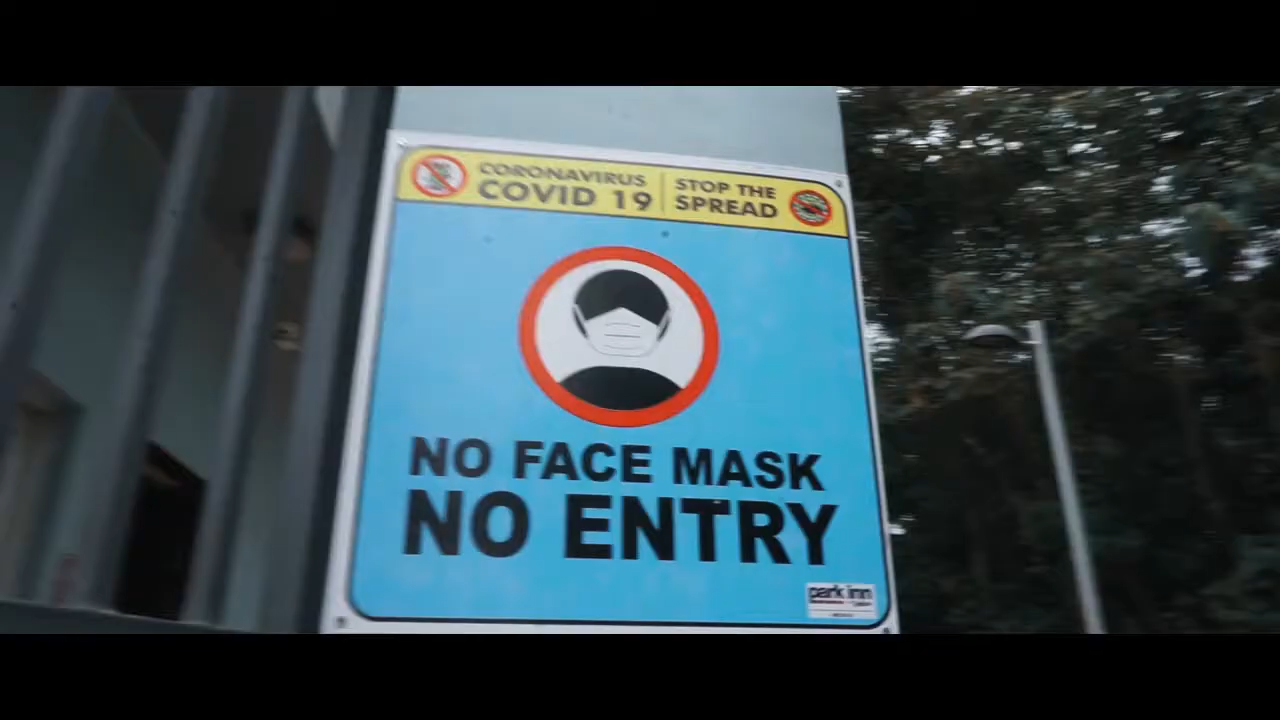 CORONAVIRUS
COVID 19
STOP THE
SPREAD
NO FACE MASK
NO ENTRY
park inn